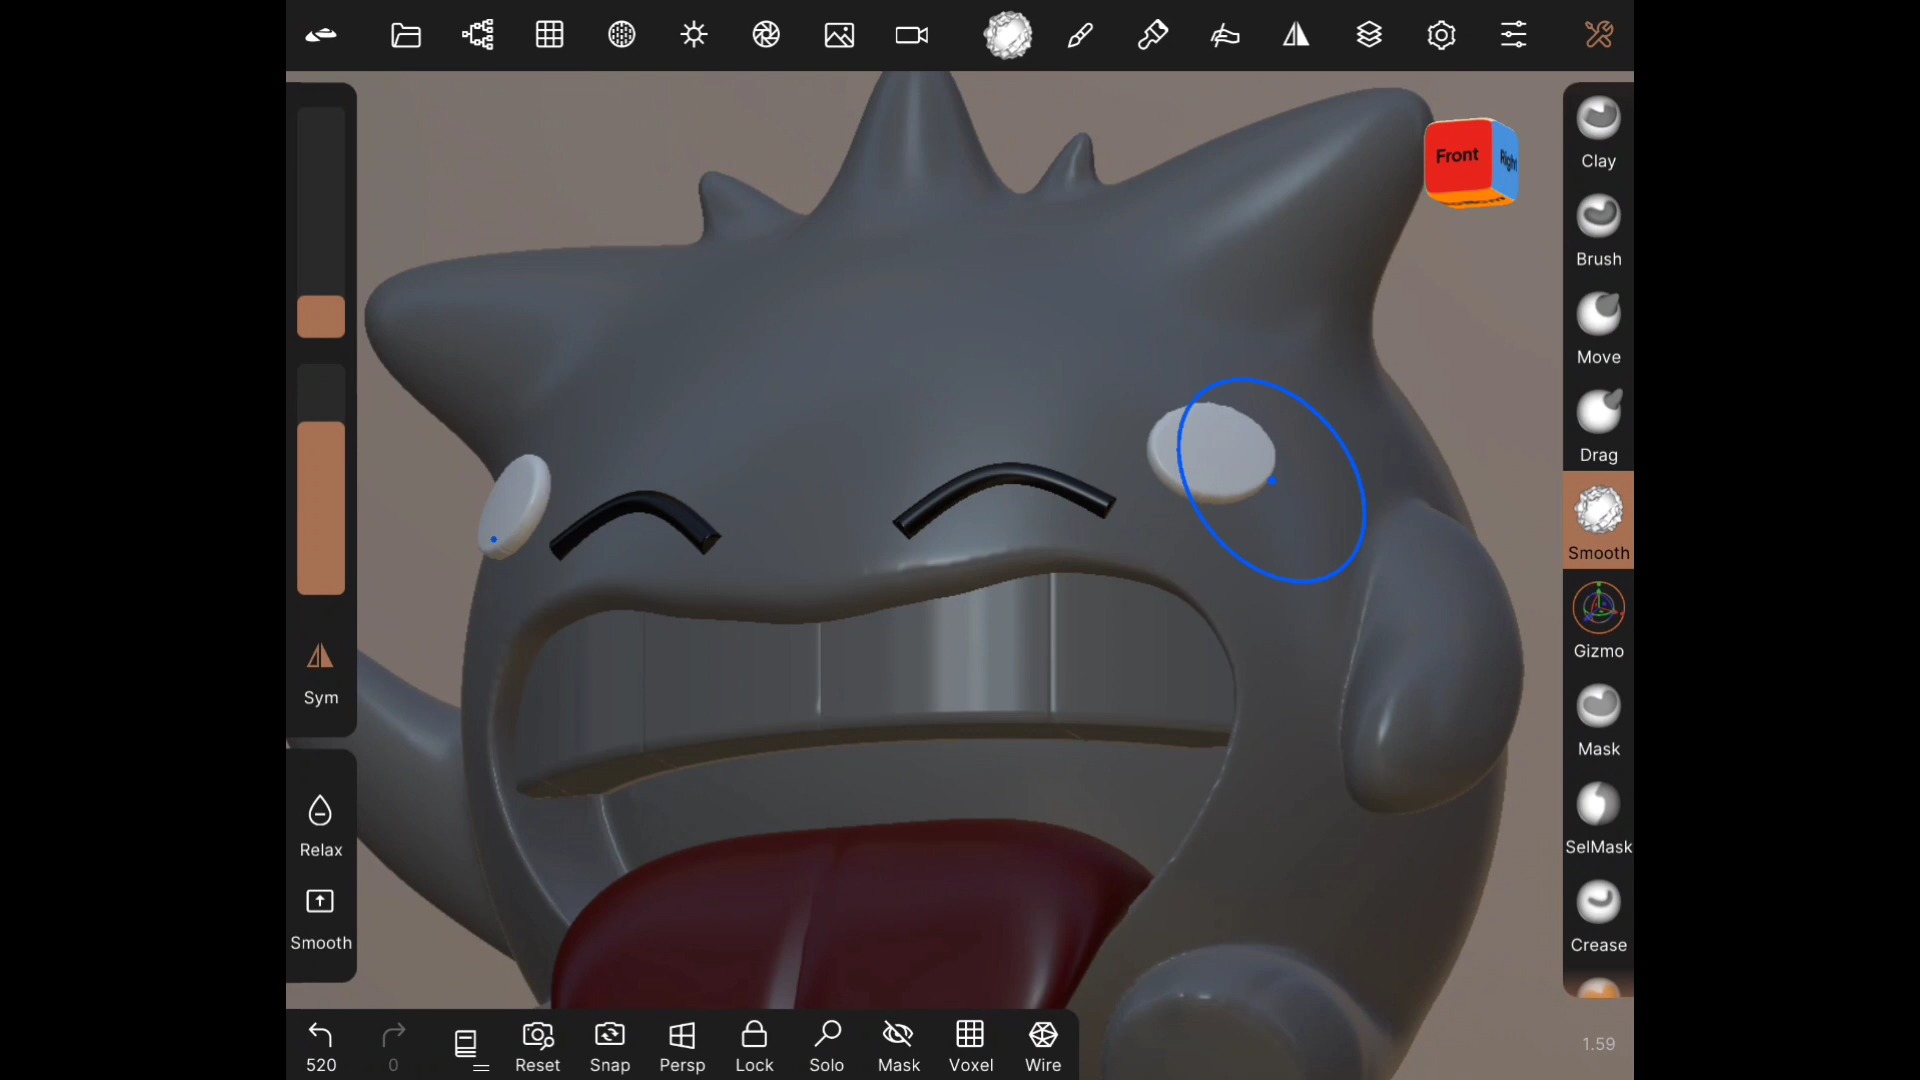 Front
Right
Clay
Brush
Move
Drag
Smooth
Gizmo
Mask
SelMask
Crease
Sym
Relax
Smooth
520
0
Reset
Snap
Persp
Lock
Solo
Mask
Voxel
Wire
1.59